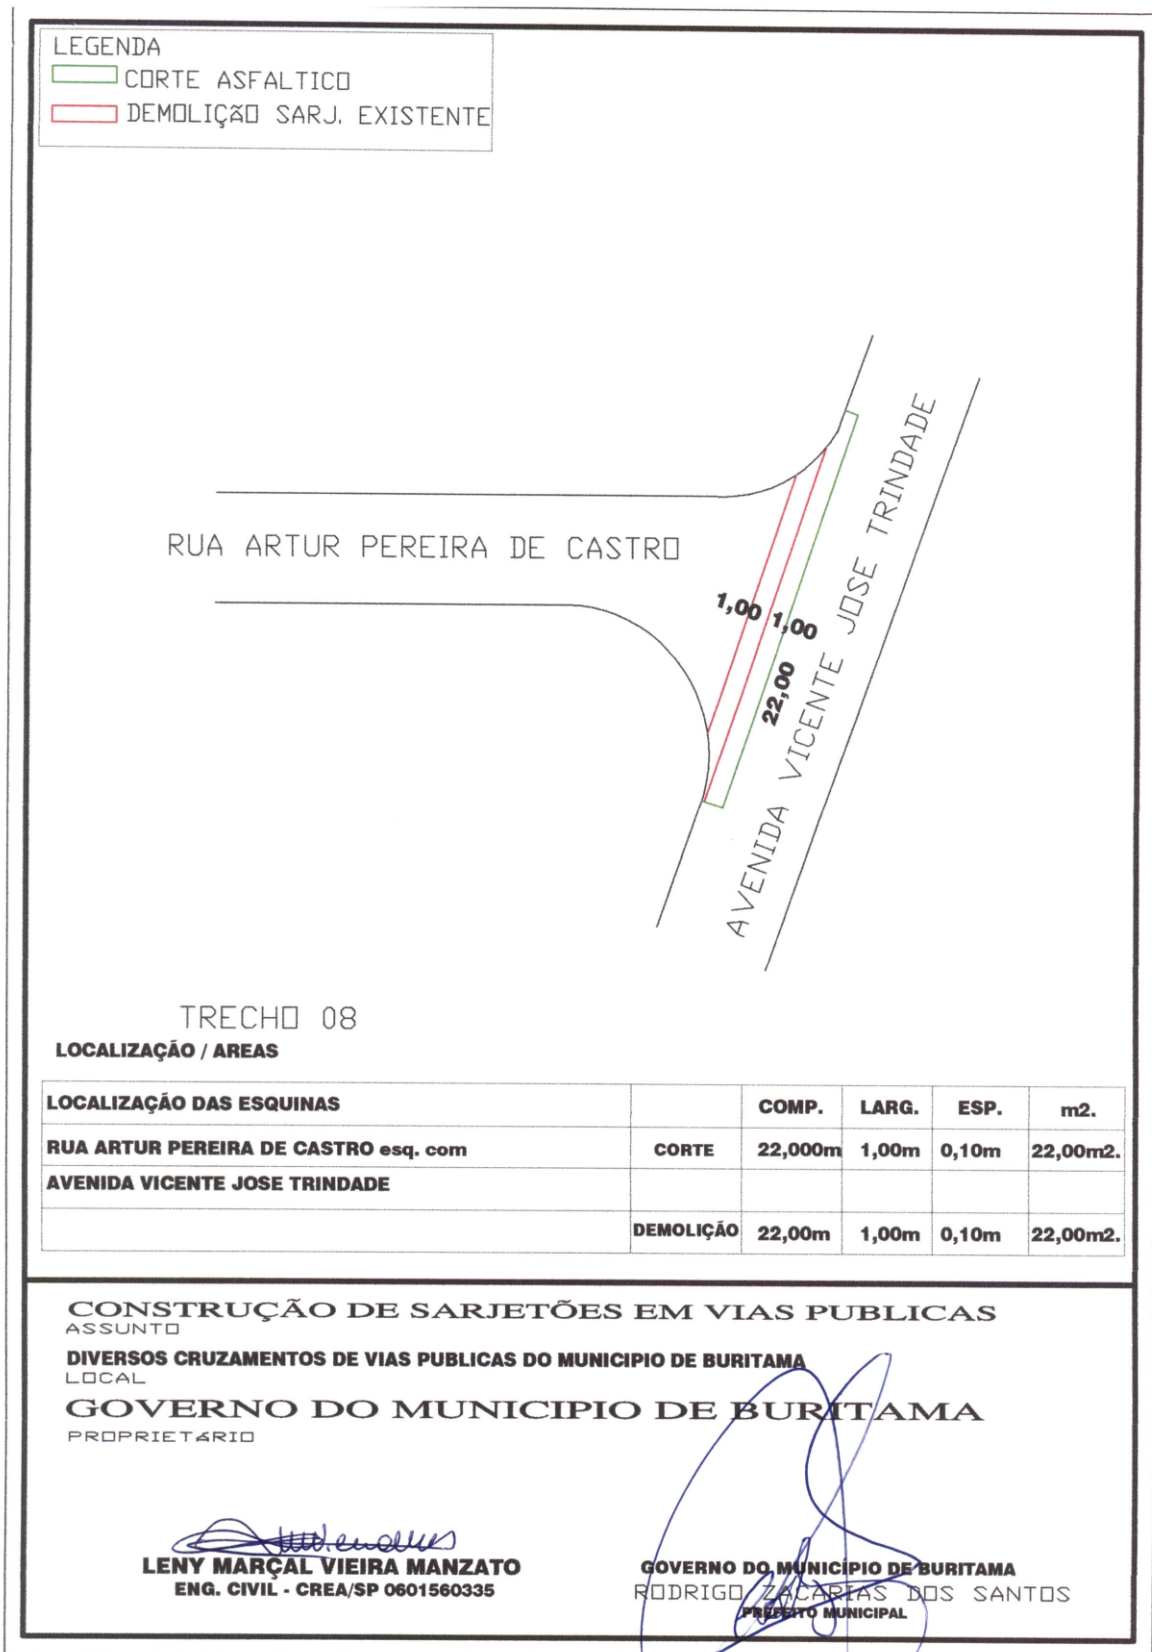 LEGENDA
CORTE ASFALTICO
DEMOLIÇÃO SARJ. EXISTENTE
RUA ARTUR PEREIRA DE CASTRO
1,00
1,00
22,00
AVENIDA VICENTE JOSE TRINDADE
TRECHO 08
LOCALIZAÇÃO / AREAS
LOCALIZAÇÃO DAS ESQUINAS COMP. LARG. ESP. m2.
RUA ARTUR PEREIRA DE CASTRO esq. com CORTE 22,000m 1,00m 0,10m 22,00m2.
AVENIDA VICENTE JOSE TRINDADE
DEMOLIÇÃO 22,00m 1,00m 0,10m 22,00m2.
CONSTRUÇÃO DE SARJETÕES EM VIAS PUBLICAS
ASSUNTO
DIVERSOS CRUZAMENTOS DE VIAS PUBLICAS DO MUNICIPIO DE BURITAMA
LOCAL
GOVERNO DO MUNICIPIO DE BURITAMA
PROPRIETÁRIO
LENY MARÇAL VIEIRA MANZATO
ENG. CIVIL - CREA/SP 0601560335
GOVERNO DO MUNICÍPIO DE BURITAMA
RODRIGO ZACARIAS DOS SANTOS
PREFEITO MUNICIPAL